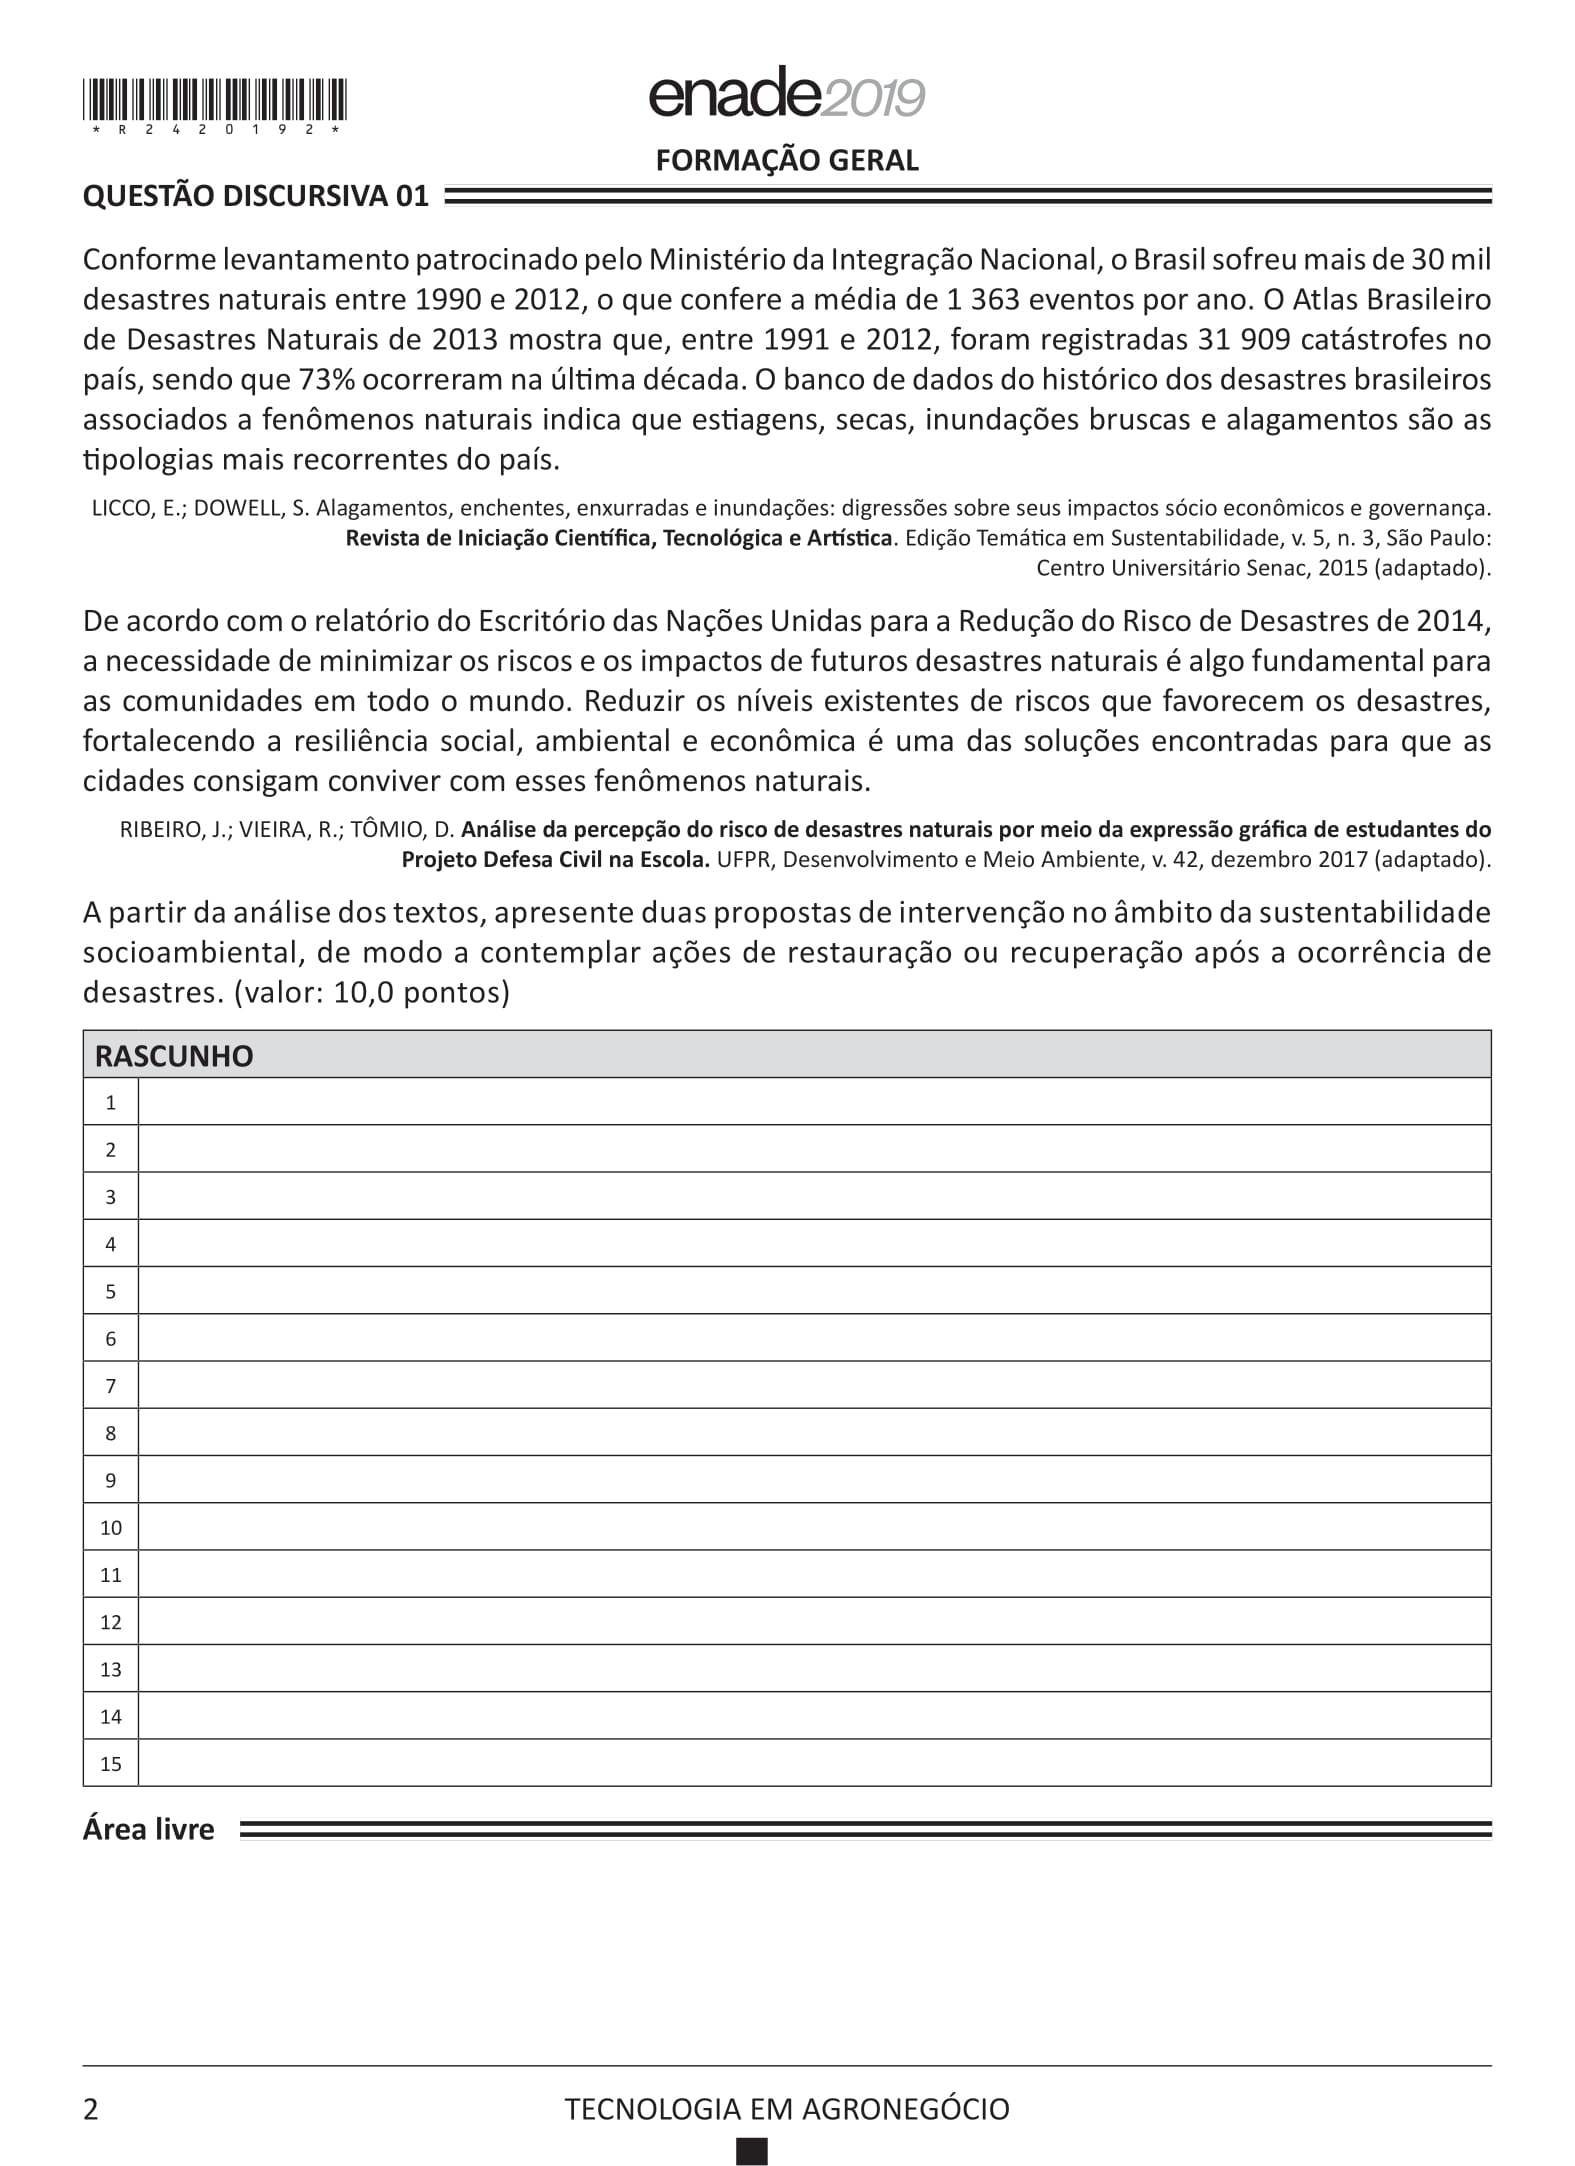 *R2420192*
enade2019
FORMAÇÃO GERAL
QUESTÃO DISCURSIVA 01
Conforme levantamento patrocinado pelo Ministério da Integração Nacional, o Brasil sofreu mais de 30 mil
desastres naturais entre 1990 e 2012, o que confere a média de 1 363 eventos por ano. O Atlas Brasileiro
de Desastres Naturais de 2013 mostra que, entre 1991 e 2012, foram registradas 31 909 catástrofes no
país, sendo que 73% ocorreram na última década. O banco de dados do histórico dos desastres brasileiros
associados a fenômenos naturais indica que estiagens, secas, inundações bruscas e alagamentos são as
tipologias mais recorrentes do país.
LICCO, E.; DOWELL, S. Alagamentos, enchentes, enxurradas e inundações: digressões sobre seus impactos sócio econômicos e governança.
Revista de Iniciação Científica, Tecnológica e Artística. Edição Temática em Sustentabilidade, v. 5, n. 3, São Paulo:
Centro Universitário Senac, 2015 (adaptado).
De acordo com o relatório do Escritório das Nações Unidas para a Redução do Risco de Desastres de 2014,
a necessidade de minimizar os riscos e os impactos de futuros desastres naturais é algo fundamental para
as comunidades em todo o mundo. Reduzir os níveis existentes de riscos que favorecem os desastres,
fortalecendo a resiliência social, ambiental e econômica é uma das soluções encontradas para que as
cidades consigam conviver com esses fenômenos naturais.
RIBEIRO, J.; VIEIRA, R.; TÔMIO, D. Análise da percepção do risco de desastres naturais por meio da expressão gráfica de estudantes do
Projeto Defesa Civil na Escola. UFPR, Desenvolvimento e Meio Ambiente, v. 42, dezembro 2017 (adaptado).
A partir da análise dos textos, apresente duas propostas de intervenção no âmbito da sustentabilidade
socioambiental, de modo a contemplar ações de restauração ou recuperação após a ocorrência de
desastres. (valor: 10,0 pontos)
RASCUNHO
1
2
3
4
5
6
7
8
9
10
11
12
13
14
15
Área livre
2 TECNOLOGIA EM AGRONEGÓCIO